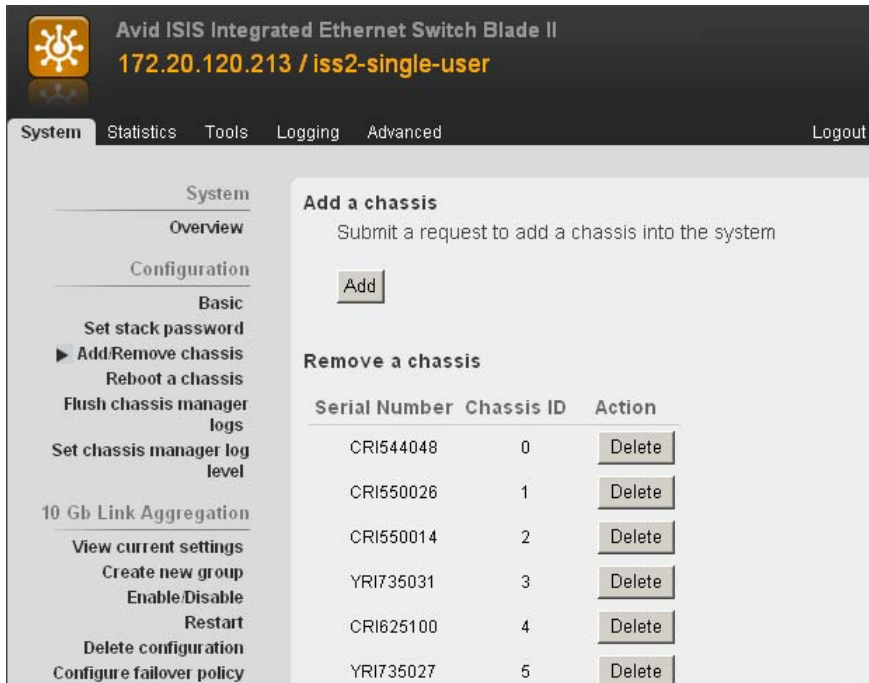 Avid ISIS Integrated Ethernet Switch Blade II
172.20.120.213 / iss2-single-user
System Statistics Tools Logging Advanced Logout
System
Overview
Configuration
Basic
Set stack password
Add/Remove chassis
Reboot a chassis
Flush chassis manager
logs
Set chassis manager log
level
10 Gb Link Aggregation
View current settings
Create new group
Enable/Disable
Restart
Delete configuration
Configure failover policy
Add a chassis
Submit a request to add a chassis into the system
Add
Remove a chassis
Serial Number Chassis ID Action
CRI544048 0 Delete
CRI550026 1 Delete
CRI550014 2 Delete
YRI735031 3 Delete
CRI625100 4 Delete
YRI735027 5 Delete